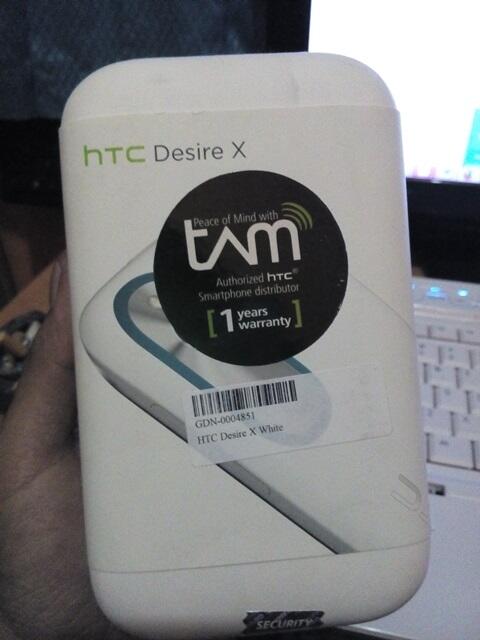 hTC Desire X
Peace of Mind with
tam
Authorized hTC®
Smartphone distributor
[1 years
warranty]
GDN-0004851
HTC Desire X White
SECURITY